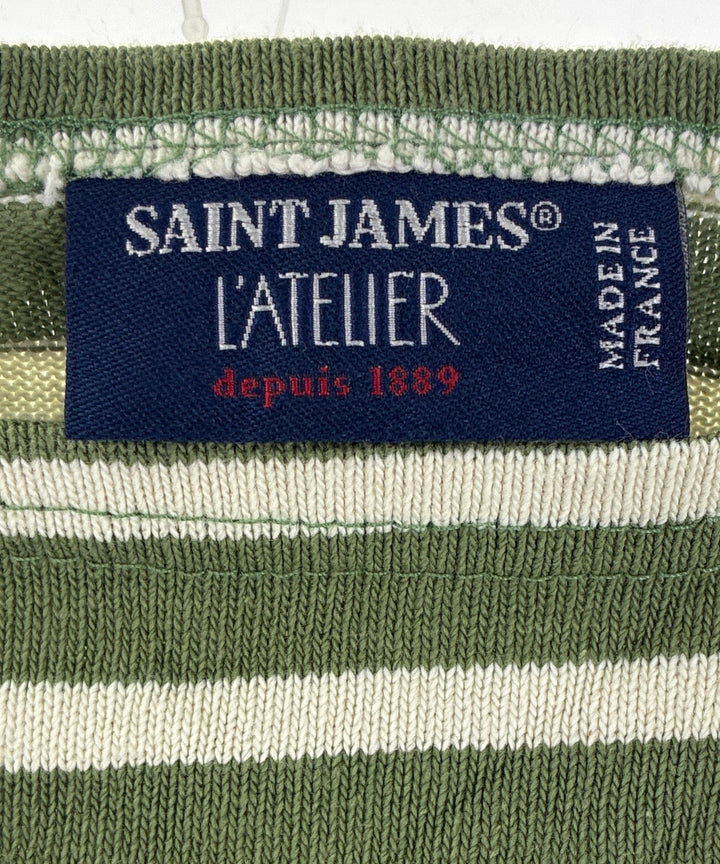 SAINT JAMES®
L'ATELIER
depuis 1889
MADE IN
FRANCE